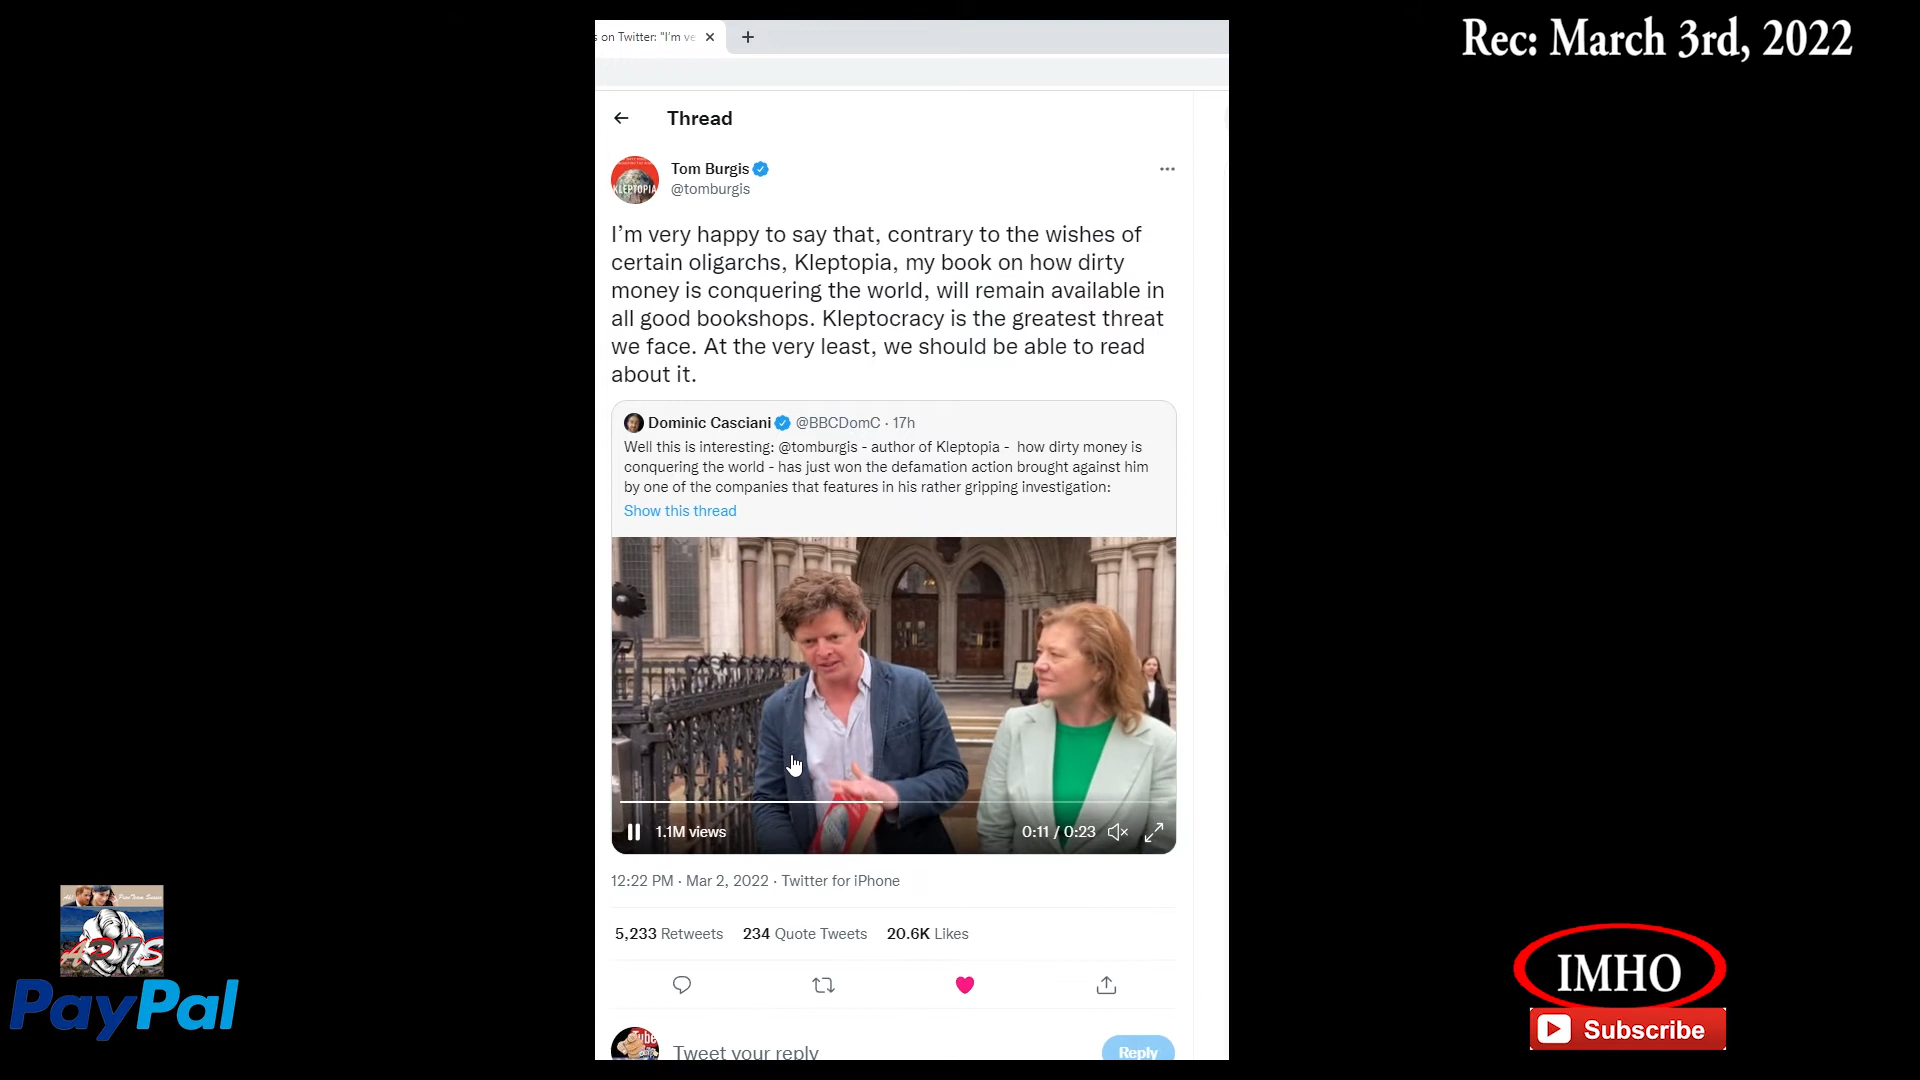 Rec: March 3rd, 2022
s on Twitter: "I'm ve
Thread
Tom Burgis
@tomburgis
I'm very happy to say that, contrary to the wishes of
certain oligarchs, Kleptopia, my book on how dirty
money is conquering the world, will remain available in
all good bookshops. Kleptocracy is the greatest threat
we face. At the very least, we should be able to read
about it.
Dominic Casciani @BBCDomC · 17h
Well this is interesting: @tomburgis - author of Kleptopia - how dirty money is
conquering the world - has just won the defamation action brought against him
by one of the companies that features in his rather gripping investigation:
Show this thread
1.1M views 0:11 / 0:23
12:22 PM · Mar 2, 2022 · Twitter for iPhone
5,233 Retweets 234 Quote Tweets 20.6K Likes
Tweet your reply
Reply
KLEPTOPIA
PayPal
IMHO
Subscribe